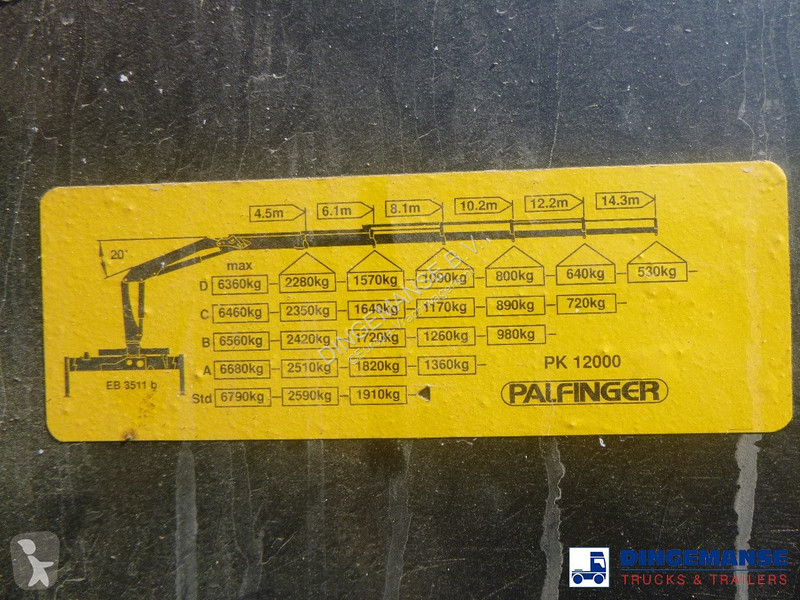 4.5m 6.1m 8.1m 10.2m 12.2m 14.3m
20°
max
D 6360kg 2280kg 1570kg 1090kg 800kg 640kg 530kg
C 6460kg 2350kg 1640kg 1170kg 890kg 720kg
B 6560kg 2420kg 1720kg 1260kg 980kg
A 6680kg 2510kg 1820kg 1360kg
PK 12000
EB 3511 b
Std 6790kg 2590kg 1910kg
PALFINGER
DINGEMANSE B.V.
DINGEMANSE
TRUCKS & TRAILERS